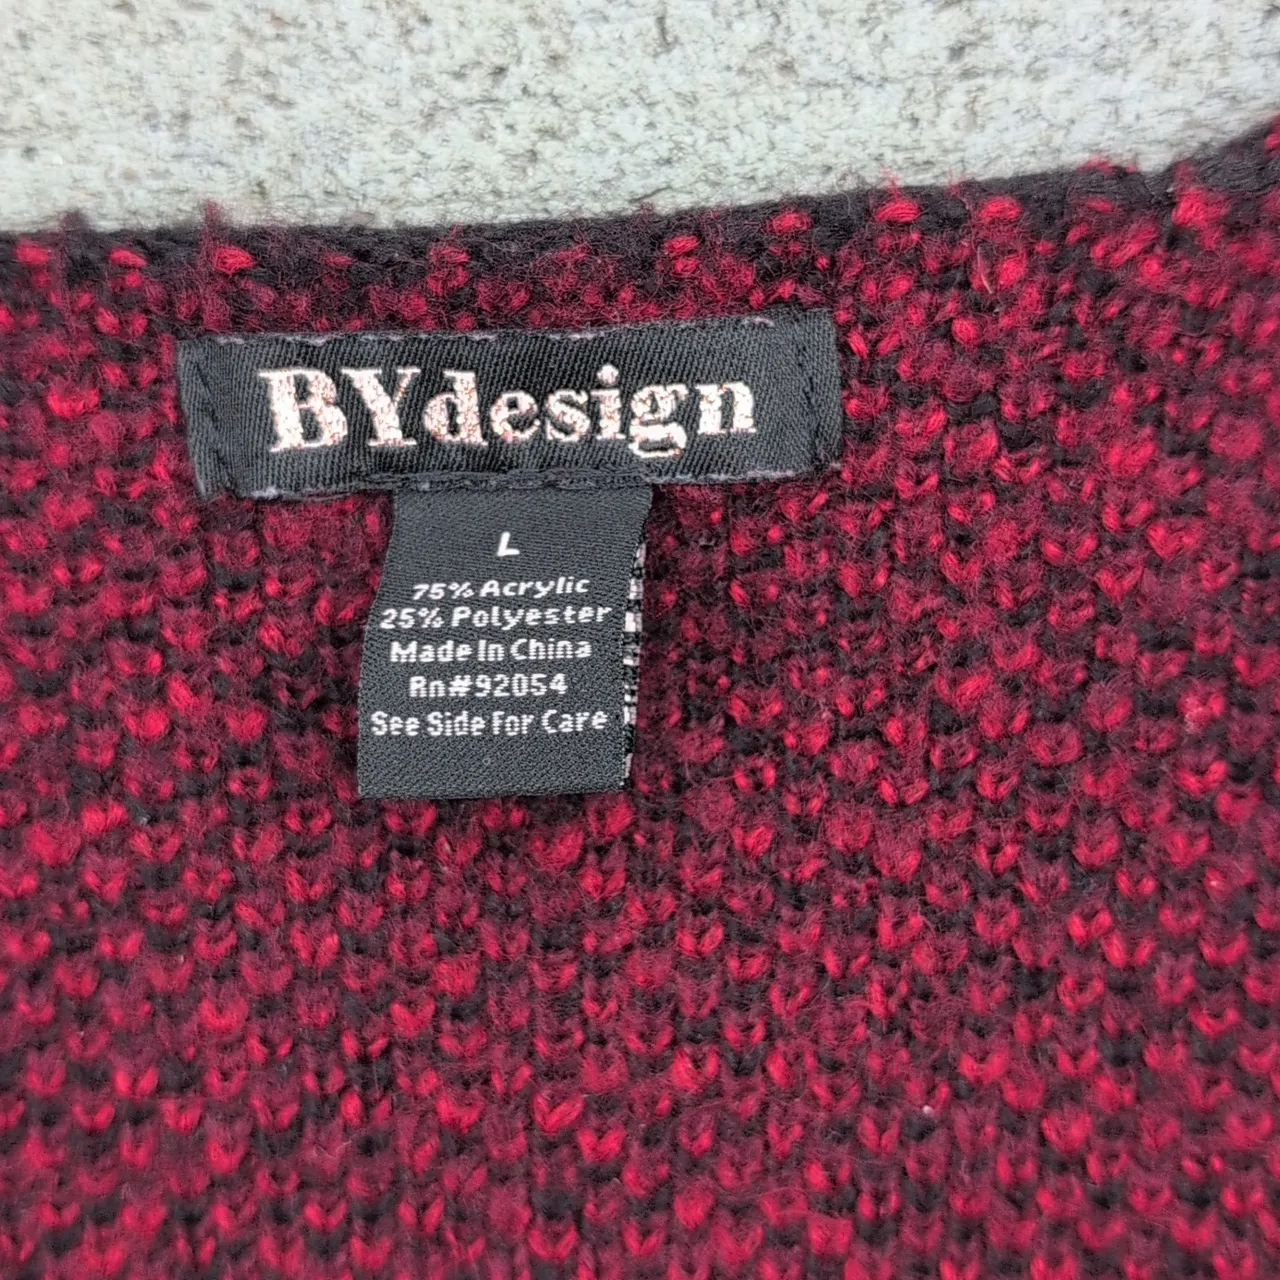 BYdesign
L
75% Acrylic
25% Polyester
Made In China
Rn#92054
See Side For Care